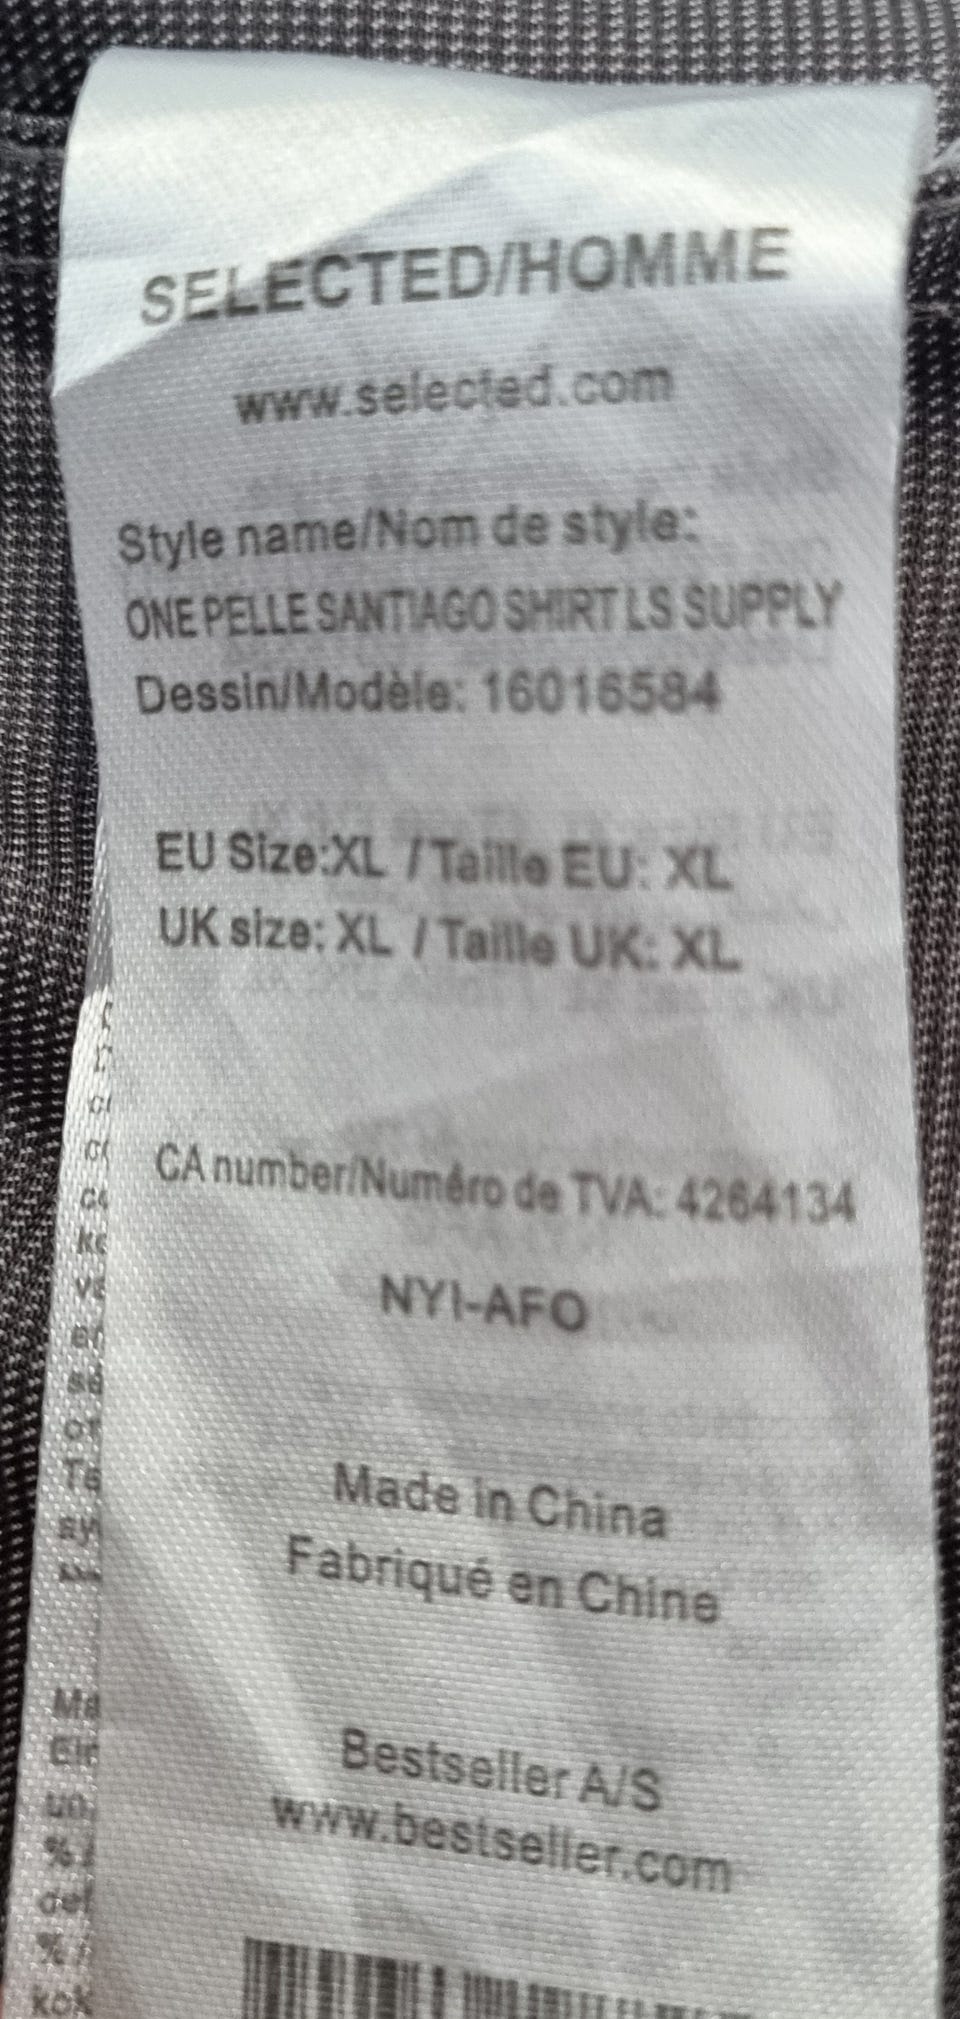 SELECTED/HOMME
www.selected.com
Style name/Nom de style:
ONE PELLE SANTIAGO SHIRT LS SUPPLY
Dessin/Modèle: 16016584
EU Size:XL / Taille EU: XL
UK size: XL / Taille UK: XL
CA number/Numéro de TVA: 4264134
NYI-AFO
Made in China
Fabriqué en Chine
Bestseller A/S
www.bestseller.com